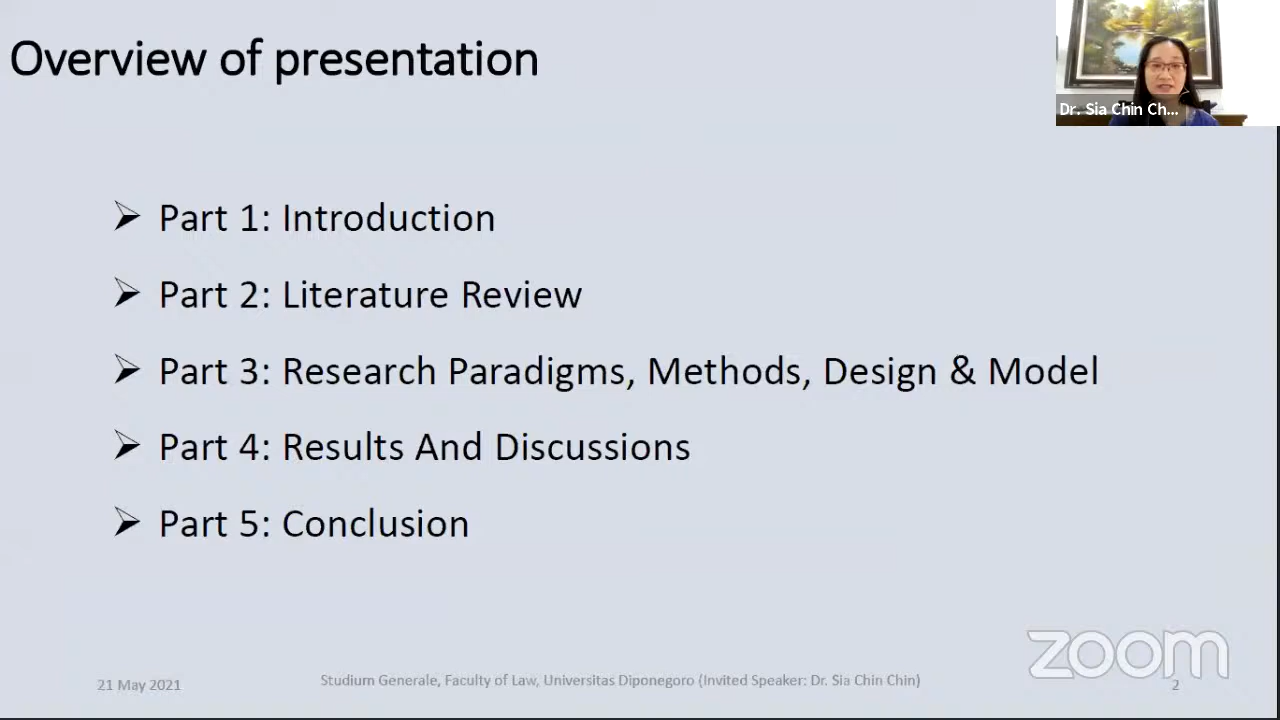 Overview of presentation
Dr. Sia Chin Ch...
Part 1: Introduction
Part 2: Literature Review
Part 3: Research Paradigms, Methods, Design & Model
Part 4: Results And Discussions
Part 5: Conclusion
zoom
21 May 2021
Studium Generale, Faculty of Law, Universitas Diponegoro (Invited Speaker: Dr. Sia Chin Chin)
2